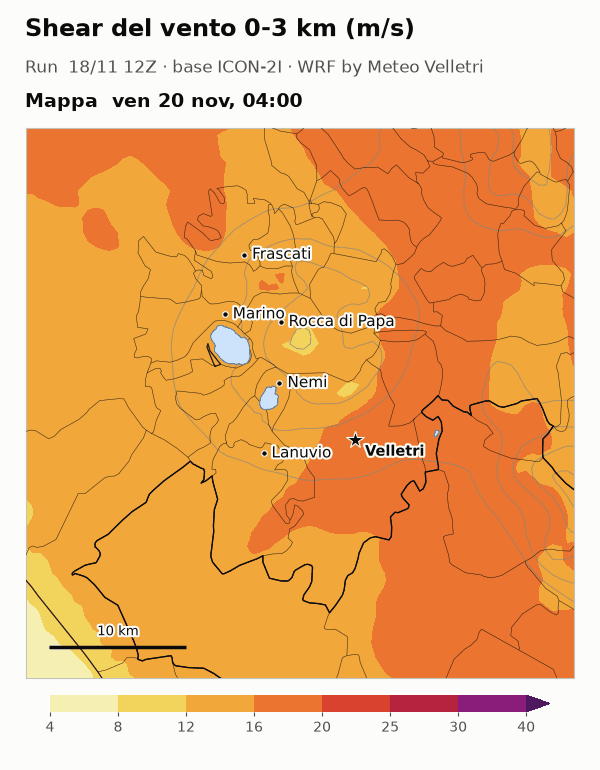 Shear del vento 0-3 km (m/s)
Run 18/11 12Z · base ICON-2I · WRF by Meteo Velletri
Mappa ven 20 nov, 04:00
Frascati
Marino
Rocca di Papa
Nemi
Velletri
Lanuvio
10 km
4 8 12 16 20 25 30 40